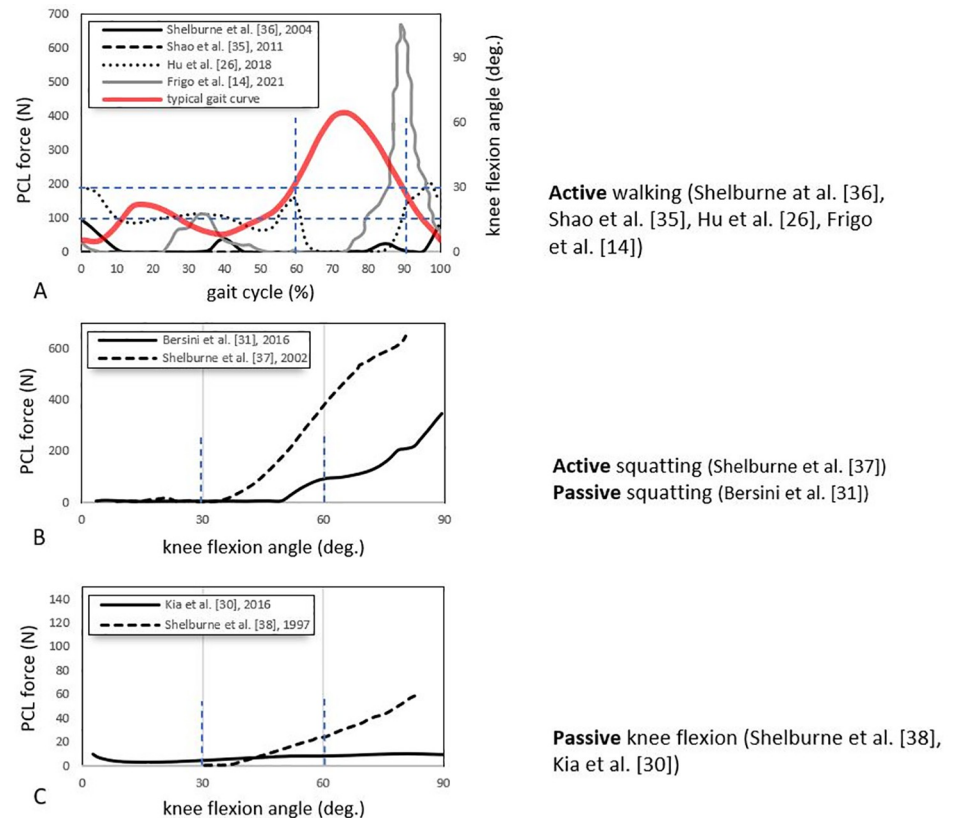 700
600
500
400
300
200
100
0
PCL force (N)
Shelburne et al. [36], 2004
Shao et al. [35], 2011
Hu et al. [26], 2018
Frigo et al. [14], 2021
typical gait curve
90
60
30
0
knee flexion angle (deg.)
0 10 20 30 40 50 60 70 80 90 100
gait cycle (%)
A
Active walking (Shelburne at al. [36],
Shao et al. [35], Hu et al. [26], Frigo
et al. [14])
600
400
200
0
PCL force (N)
Bersini et al. [31], 2016
Shelburne et al. [37], 2002
0 30 60 90
knee flexion angle (deg.)
B
Active squatting (Shelburne et al. [37])
Passive squatting (Bersini et al. [31])
140
120
100
80
60
40
20
0
PCL force (N)
Kia et al. [30], 2016
Shelburne et al. [38], 1997
0 30 60 90
knee flexion angle (deg.)
C
Passive knee flexion (Shelburne et al. [38],
Kia et al. [30])